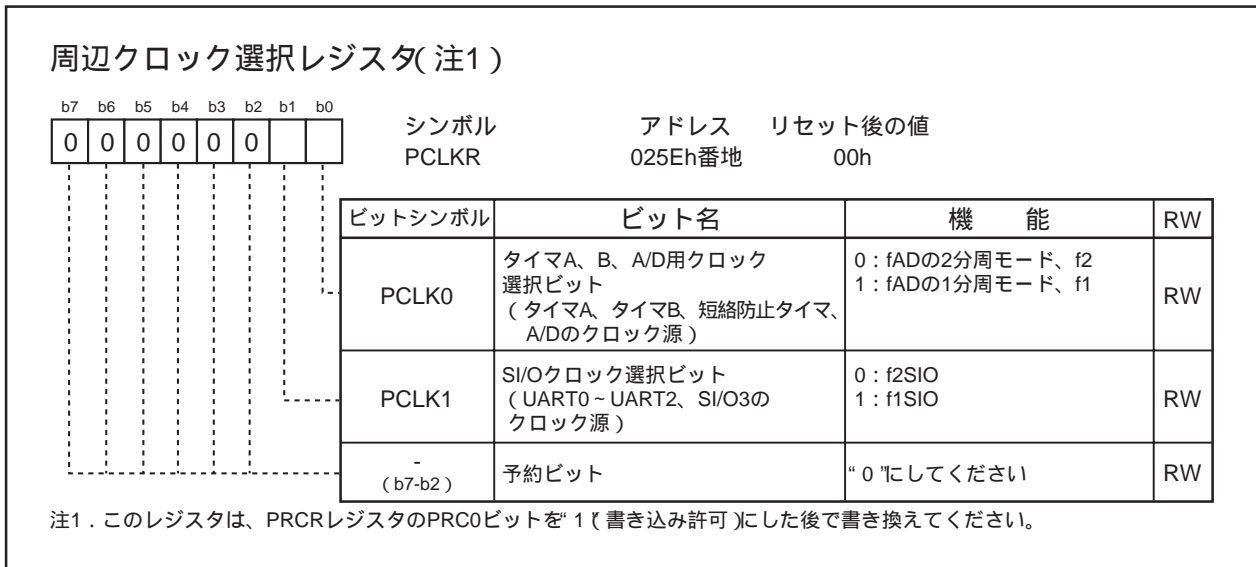 周辺クロック選択レジスタ(注1)
b7 b6 b5 b4 b3 b2 b1 b0
0 0 0 0 0 0
シンボル アドレス リセット後の値
PCLKR 025Eh番地 00h
ビットシンボル ビット名 機 能 RW
PCLK0 タイマA、B、A/D用クロック
選択ビット
(タイマA、タイマB、短絡防止タイマ、
A/Dのクロック源)
0:fADの2分周モード、f2
1:fADの1分周モード、f1
RW
PCLK1 SI/Oクロック選択ビット
(UART0~UART2、SI/O3の
クロック源)
0:f2SIO
1:f1SIO
RW
-
(b7-b2)
予約ビット
“0”にしてください
RW
注1.このレジスタは、PRCRレジスタのPRC0ビットを“1”(書き込み許可)にした後で書き換えてください。